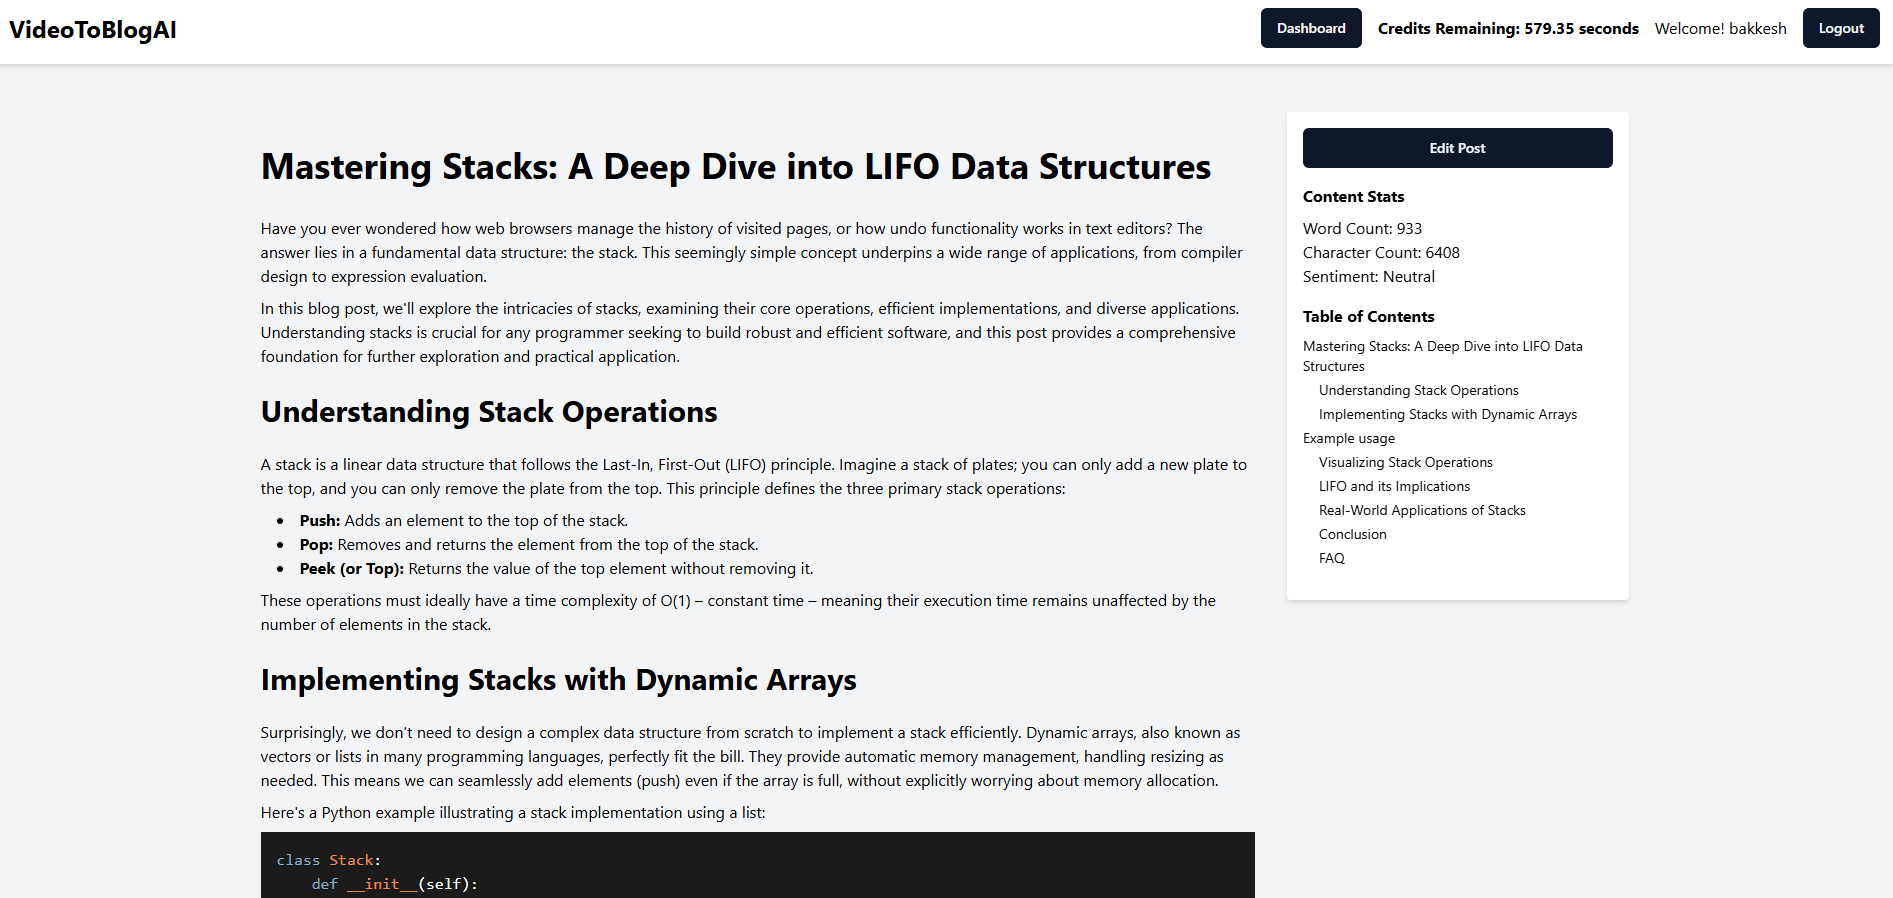 VideoToBlogAI
Dashboard
Credits Remaining: 579.35 seconds
Welcome! bakkesh
Logout
Mastering Stacks: A Deep Dive into LIFO Data Structures
Have you ever wondered how web browsers manage the history of visited pages, or how undo functionality works in text editors? The
answer lies in a fundamental data structure: the stack. This seemingly simple concept underpins a wide range of applications, from compiler
design to expression evaluation.
In this blog post, we'll explore the intricacies of stacks, examining their core operations, efficient implementations, and diverse applications.
Understanding stacks is crucial for any programmer seeking to build robust and efficient software, and this post provides a comprehensive
foundation for further exploration and practical application.
Understanding Stack Operations
A stack is a linear data structure that follows the Last-In, First-Out (LIFO) principle. Imagine a stack of plates; you can only add a new plate to
the top, and you can only remove the plate from the top. This principle defines the three primary stack operations:
• Push: Adds an element to the top of the stack.
• Pop: Removes and returns the element from the top of the stack.
• Peek (or Top): Returns the value of the top element without removing it.
These operations must ideally have a time complexity of O(1) – constant time – meaning their execution time remains unaffected by the
number of elements in the stack.
Implementing Stacks with Dynamic Arrays
Surprisingly, we don't need to design a complex data structure from scratch to implement a stack efficiently. Dynamic arrays, also known as
vectors or lists in many programming languages, perfectly fit the bill. They provide automatic memory management, handling resizing as
needed. This means we can seamlessly add elements (push) even if the array is full, without explicitly worrying about memory allocation.
Here's a Python example illustrating a stack implementation using a list:
class Stack:
    def __init__(self):
Edit Post
Content Stats
Word Count: 933
Character Count: 6408
Sentiment: Neutral
Table of Contents
Mastering Stacks: A Deep Dive into LIFO Data
Structures
Understanding Stack Operations
Implementing Stacks with Dynamic Arrays
Example usage
Visualizing Stack Operations
LIFO and its Implications
Real-World Applications of Stacks
Conclusion
FAQ